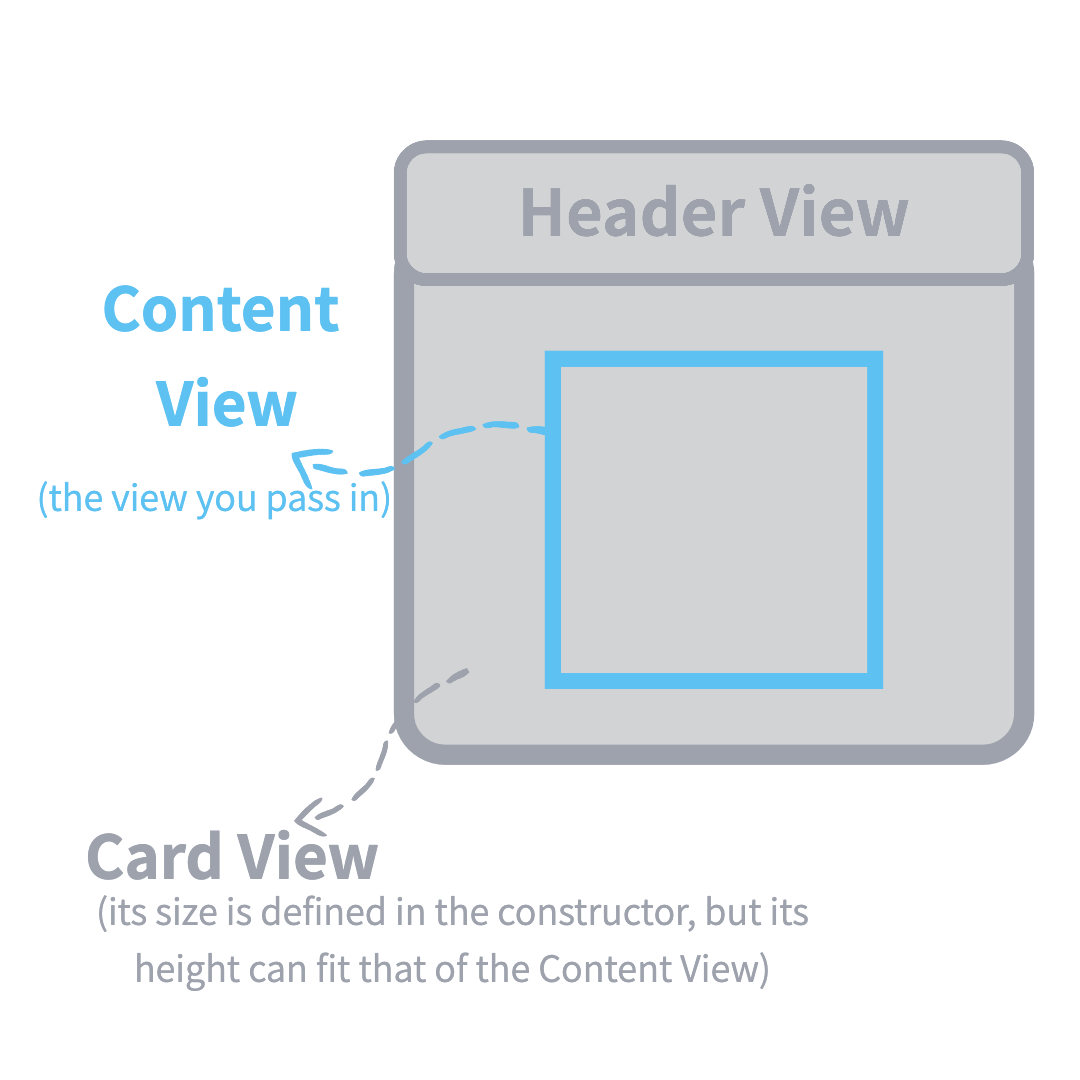 Header View
Content
View
(the view you pass in)
Card View
(its size is defined in the constructor, but its
height can fit that of the Content View)